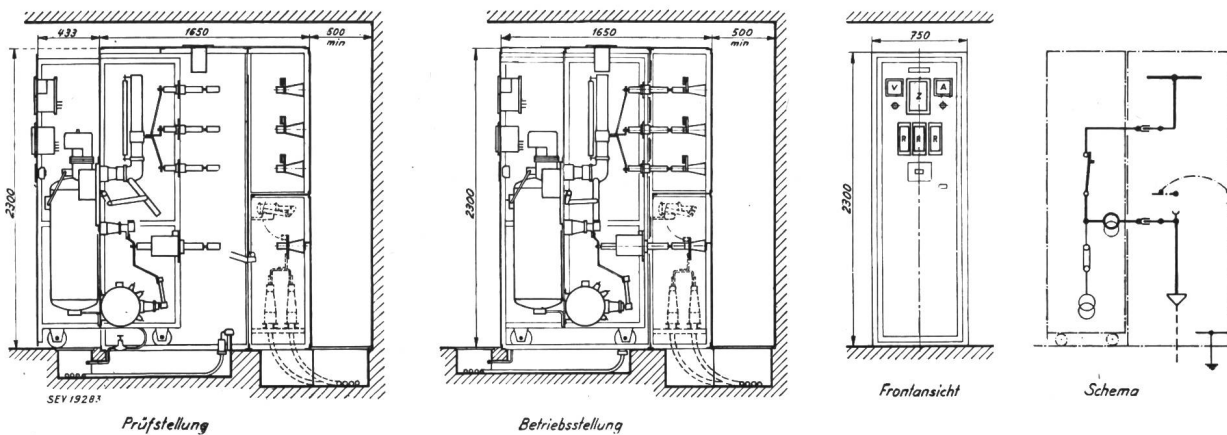 433
1650
500
min
2300
SEV 19283
Prüfstellung
1650
500
min
2300
Betriebsstellung
750
2300
V
Z
A
R
R
R
Frontansicht
Schema